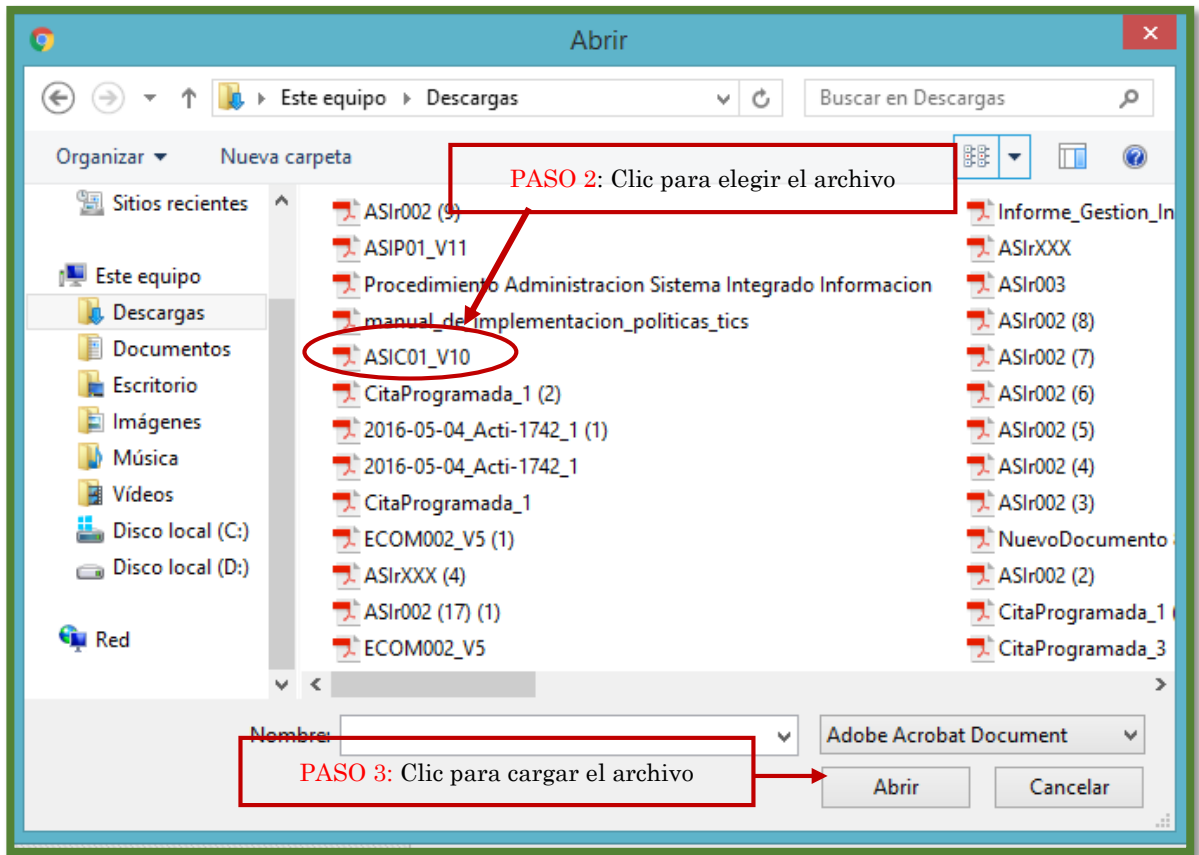 Abrir
Este equipo Descargas
Buscar en Descargas
Organizar
Nueva carpeta
PASO 2: Clic para elegir el archivo
Sitios recientes
Este equipo
Descargas
Documentos
Escritorio
Imágenes
Música
Vídeos
Disco local (C:)
Disco local (D:)
Red
ASIr002 (9)
ASIP01_V11
Procedimiento Administracion Sistema Integrado Informacion
manual_de_implementacion_politicas_tics
ASIC01_V10
CitaProgramada_1 (2)
2016-05-04_Acti-1742_1 (1)
2016-05-04_Acti-1742_1
CitaProgramada_1
ECOM002_V5 (1)
ASIrXXX (4)
ASIr002 (17) (1)
ECOM002_V5
Informe_Gestion_In
ASIrXXX
ASIr003
ASIr002 (8)
ASIr002 (7)
ASIr002 (6)
ASIr002 (5)
ASIr002 (4)
ASIr002 (3)
NuevoDocumento
ASIr002 (2)
CitaProgramada_1 (
CitaProgramada_3
Nombre:
Adobe Acrobat Document
PASO 3: Clic para cargar el archivo
Abrir
Cancelar